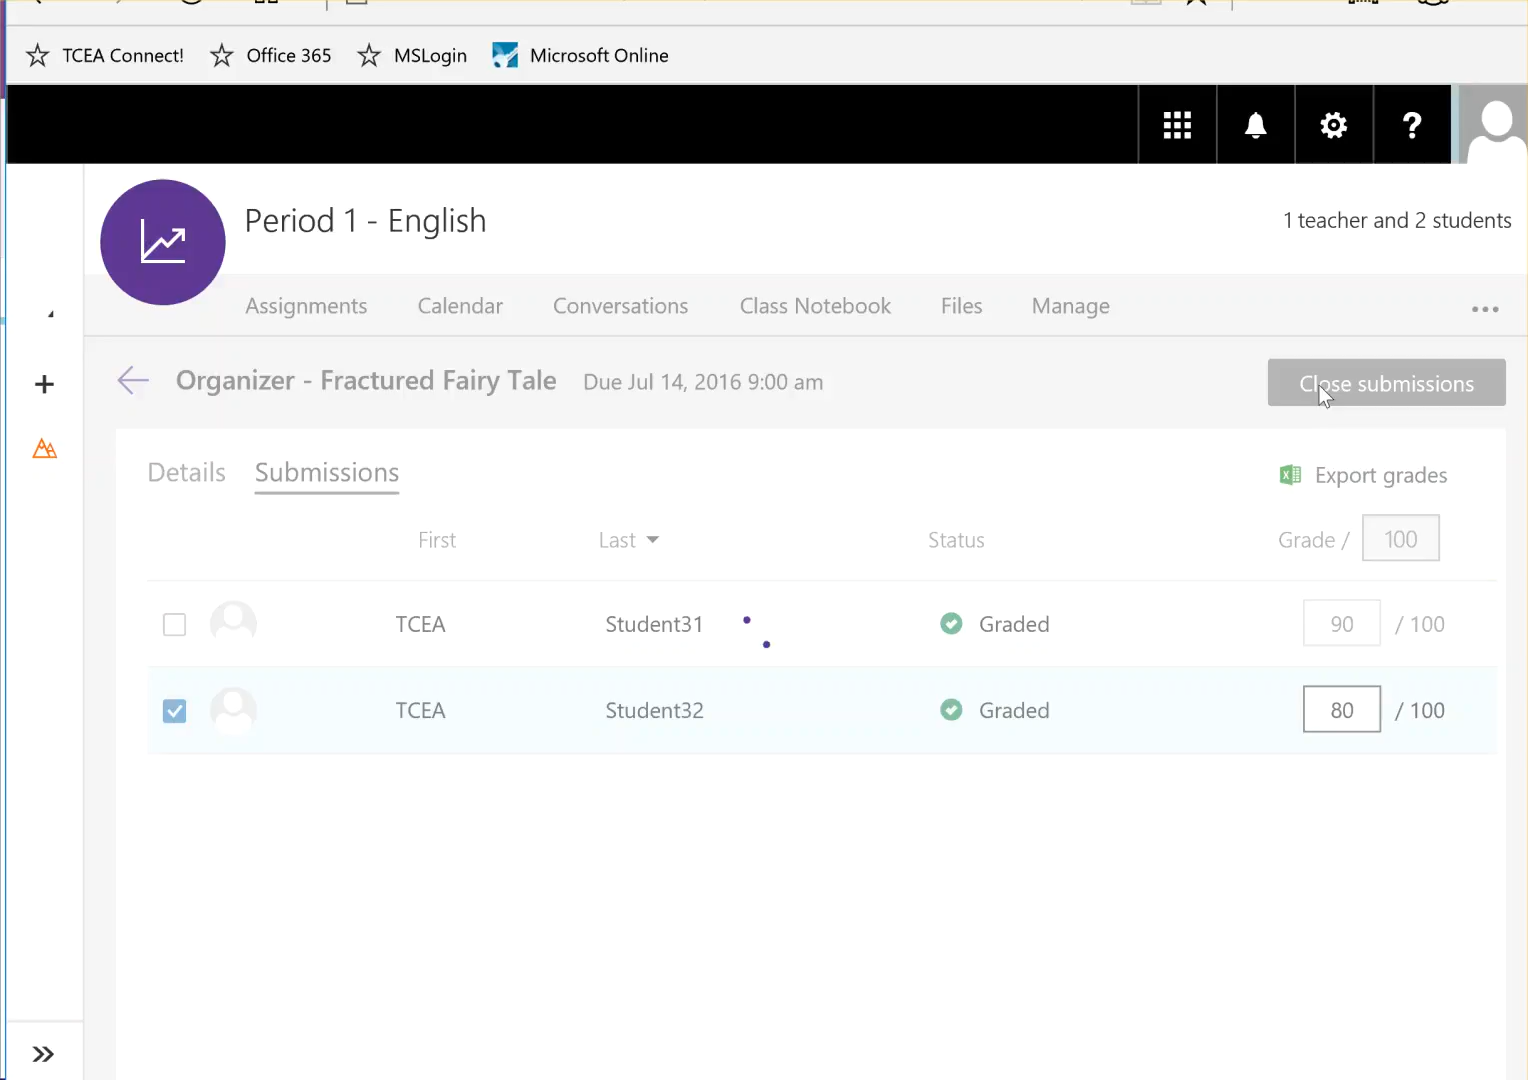 TCEA Connect! Office 365 MSLogin Microsoft Online
?
Period 1 - English
1 teacher and 2 students
Assignments Calendar Conversations Class Notebook Files Manage
Organizer - Fractured Fairy Tale Due Jul 14, 2016 9:00 am Close submissions
Details Submissions Export grades
First Last Status Grade / 100
TCEA Student31 Graded 90 / 100
TCEA Student32 Graded 80 / 100